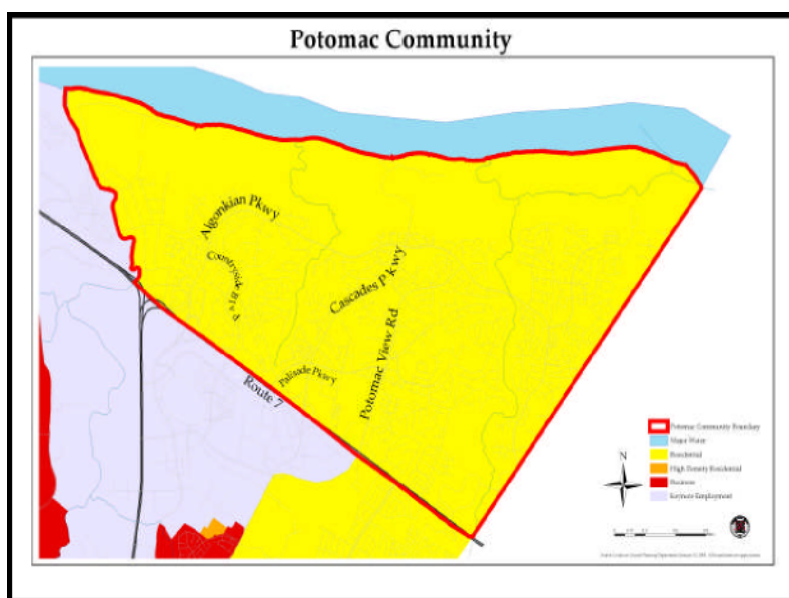 Potomac Community
Algonkian Pkwy
Countryside Blvd
Cascades Pkwy
Potomac View Rd
Palisade Pkwy
Route 7
Potomac Community Boundary
Major Water
Residential
High Density Residential
Business
Keynote Employment
N